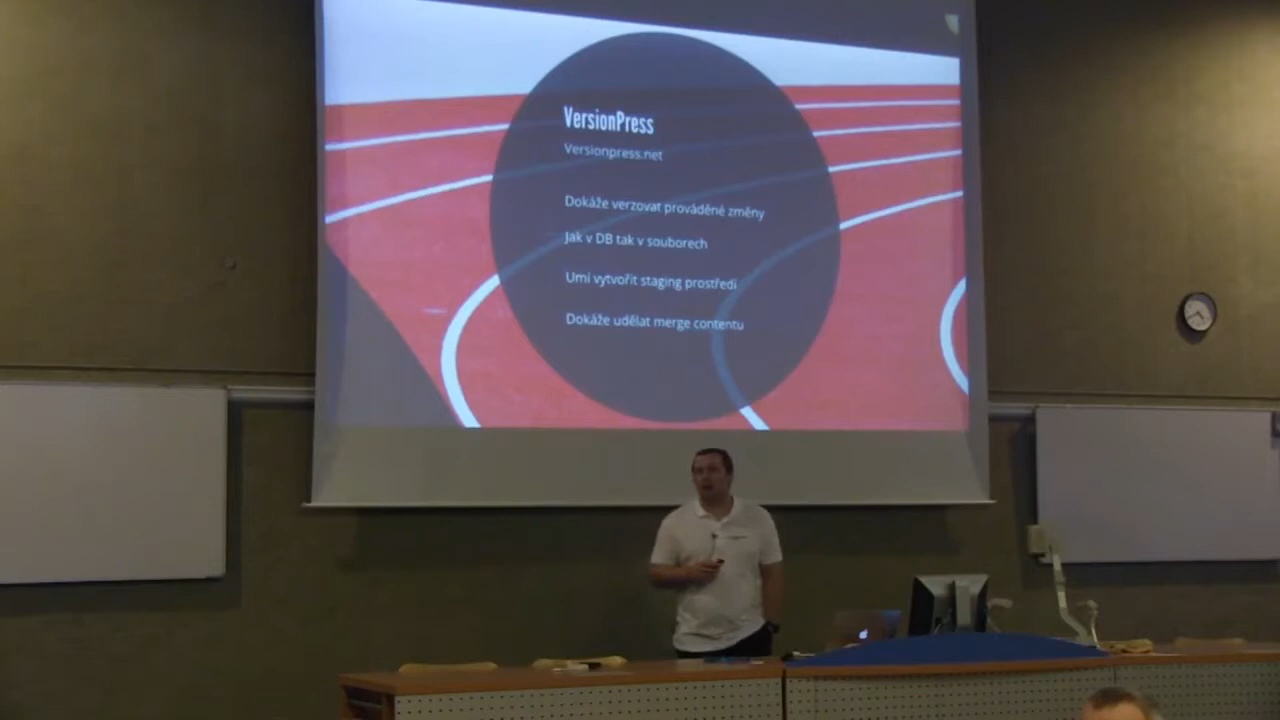 VersionPress
Versionpress.net
Dokáže verzovat prováděné změny
Jak v DB tak v souborech
Umí vytvořit staging prostředí
Dokáže udělat merge contentu